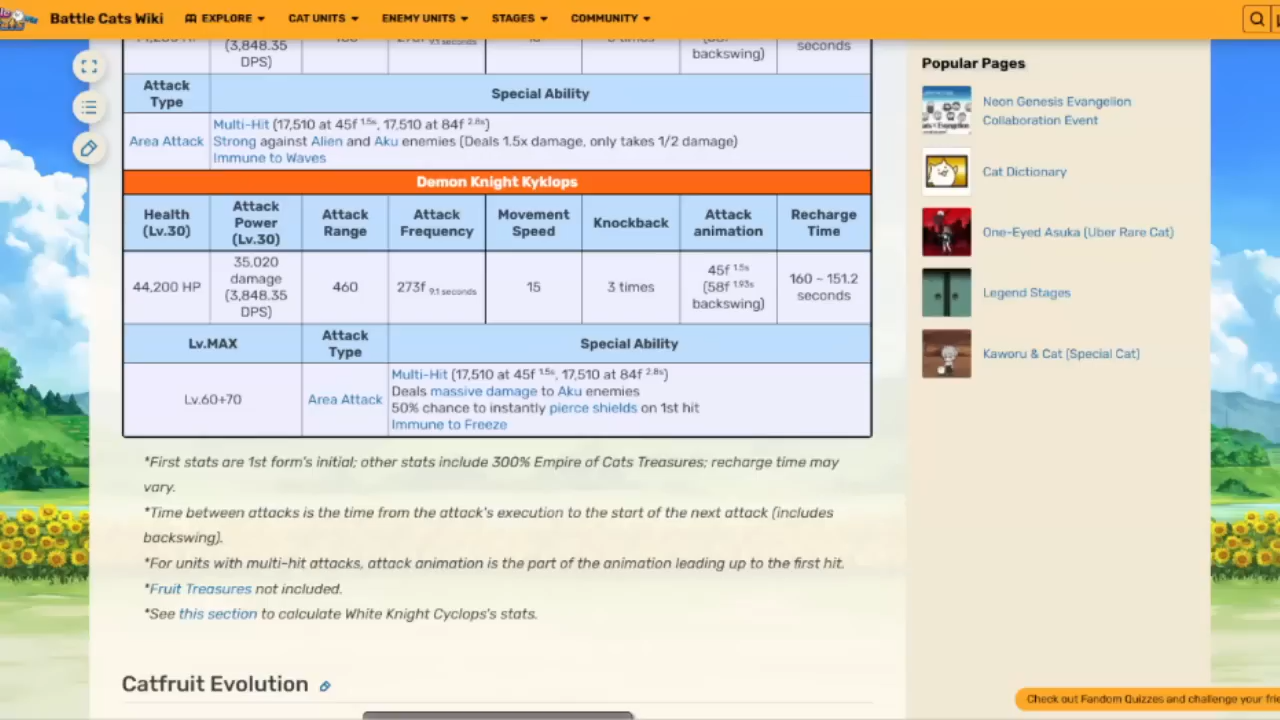 Battle Cats Wiki
EXPLORE
CAT UNITS
ENEMY UNITS
STAGES
COMMUNITY
(3,848.35
DPS)
backswing)
seconds
Attack
Type
Special Ability
Area Attack
Multi-Hit (17,510 at 45f 1.5s, 17,510 at 84f 2.8s)
Strong against Alien and Aku enemies (Deals 1.5x damage, only takes 1/2 damage)
Immune to Waves
Demon Knight Kyklops
Health
(Lv.30)
Attack
Power
(Lv.30)
Attack
Range
Attack
Frequency
Movement
Speed
Knockback
Attack
animation
Recharge
Time
44,200 HP
35,020
damage
(3,848.35
DPS)
460
273f 9.1 seconds
15
3 times
45f 1.5s
(58f 1.93s
backswing)
160 ~ 151.2
seconds
Lv.MAX
Attack
Type
Special Ability
Lv.60+70
Area Attack
Multi-Hit (17,510 at 45f 1.5s, 17,510 at 84f 2.8s)
Deals massive damage to Aku enemies
50% chance to instantly pierce shields on 1st hit
Immune to Freeze
*First stats are 1st form's initial; other stats include 300% Empire of Cats Treasures; recharge time may
vary.
*Time between attacks is the time from the attack's execution to the start of the next attack (includes
backswing).
*For units with multi-hit attacks, attack animation is the part of the animation leading up to the first hit.
*Fruit Treasures not included.
*See this section to calculate White Knight Cyclops's stats.
Catfruit Evolution
Popular Pages
Neon Genesis Evangelion
Collaboration Event
Cat Dictionary
One-Eyed Asuka (Uber Rare Cat)
Legend Stages
Kaworu & Cat (Special Cat)
Check out Fandom Quizzes and challenge your